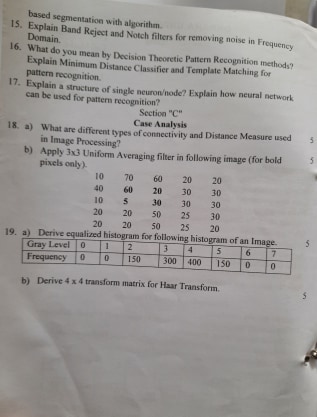 based segmentation with algorithm.
15. Explain Band Reject and Notch filters for removing noise in Frequency
Domain.
16. What do you mean by Decision Theoretic Pattern Recognition methods?
Explain Minimum Distance Classifier and Template Matching for
pattern recognition.
17. Explain a structure of single neuron/node? Explain how neural network
can be used for pattern recognition?
Section "C"
Case Analysis
18. a) What are different types of connectivity and Distance Measure used 5
in Image Processing?
b) Apply 3x3 Uniform Averaging filter in following image (for bold 5
pixels only).
10 70 60 20 20
40 60 20 30 30
10 5 30 30 30
20 20 50 25 30
20 20 50 25 20
19. a) Derive equalized histogram for following histogram of an Image. 5
Gray Level 0 1 2 3 4 5 6 7
Frequency 0 0 150 300 400 150 0 0
b) Derive 4 x 4 transform matrix for Haar Transform. 5